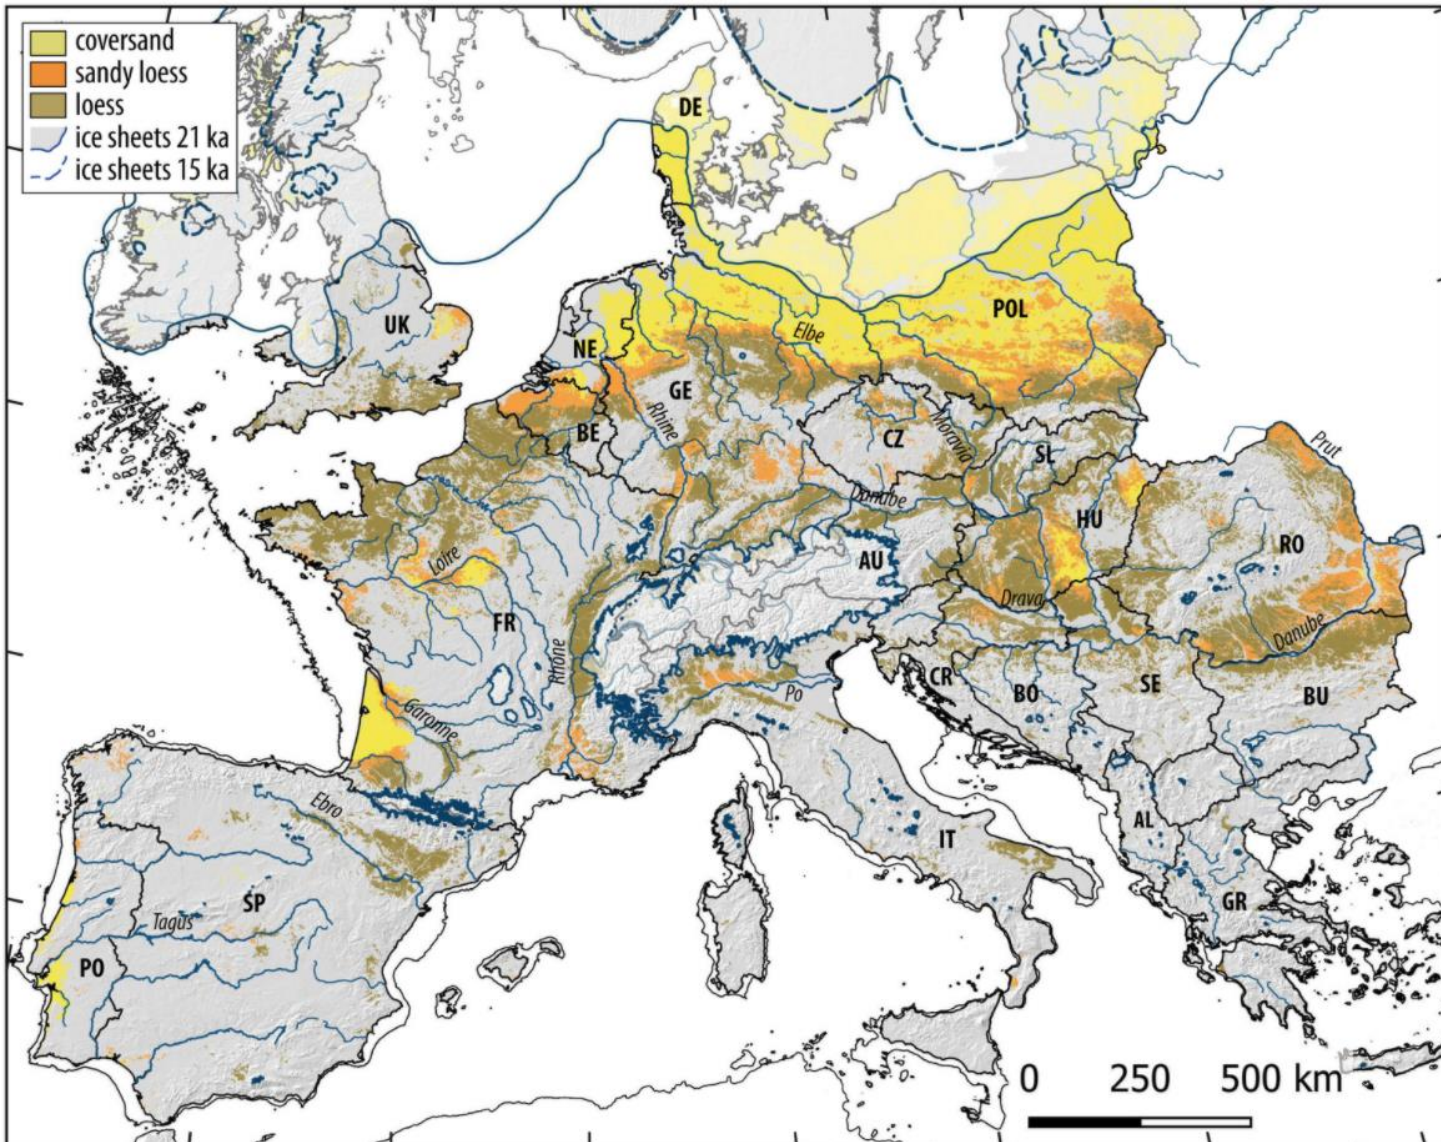 coversand
sandy loess
loess
ice sheets 21 ka
ice sheets 15 ka
DE
UK
NE
Elbe
POL
GE
Rhine
BE
CZ
Moravia
SL
Prut
Danube
HU
RO
AU
Loire
FR
Drava
Danube
Rhône
Po
CR
BO
SE
BU
Garonne
Ebro
IT
AL
SP
Tagus
GR
PO
0 250 500 km